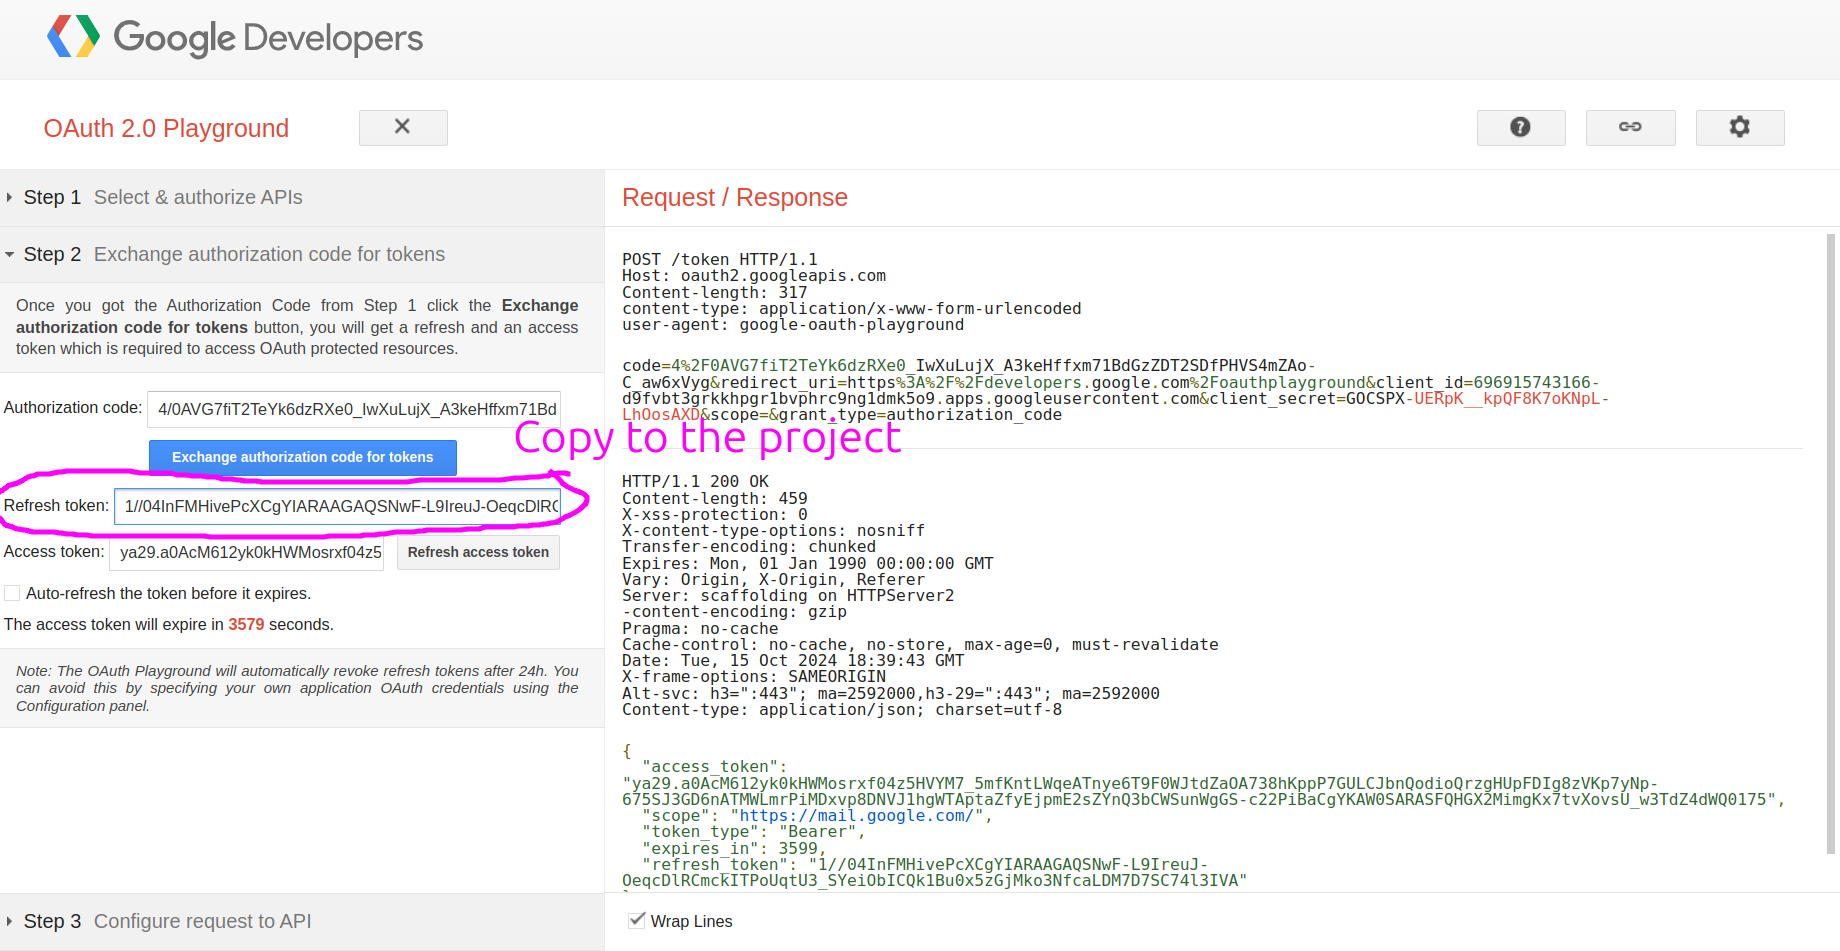 Google Developers
OAuth 2.0 Playground
Step 1 Select & authorize APIs
Step 2 Exchange authorization code for tokens
Once you got the Authorization Code from Step 1 click the Exchange
authorization code for tokens button, you will get a refresh and an access
token which is required to access OAuth protected resources.
Authorization code: 4/0AVG7fiT2TeYk6dzRXe0_IwXuLujX_A3keHffxm71Bd
Exchange authorization code for tokens
Copy to the project
Refresh token: 1//04InFMHivePcXCgYIARAAGAQSNwF-L9IreuJ-OeqcDlRC
Access token: ya29.a0AcM612yk0kHWMosrxf04z5 Refresh access token
Auto-refresh the token before it expires.
The access token will expire in 3579 seconds.
Note: The OAuth Playground will automatically revoke refresh tokens after 24h. You
can avoid this by specifying your own application OAuth credentials using the
Configuration panel.
Step 3 Configure request to API
Request / Response
POST /token HTTP/1.1
Host: oauth2.googleapis.com
Content-length: 317
content-type: application/x-www-form-urlencoded
user-agent: google-oauth-playground
code=4%2F0AVG7fiT2TeYk6dzRXe0_IwXuLujX_A3keHffxm71BdGzZDT2SDfPHVS4mZAo-
C_aw6xVyg&redirect_uri=https%3A%2F%2Fdevelopers.google.com%2Foauthplayground&client_id=696915743166-
d9fvbt3grkkhpgr1bvphrc9ng1dmk5o9.apps.googleusercontent.com&client_secret=GOCSPX-UERpK__kpQF8K7oKNpL-
LhOosAXD&scope=&grant_type=authorization_code
HTTP/1.1 200 OK
Content-length: 459
X-xss-protection: 0
X-content-type-options: nosniff
Transfer-encoding: chunked
Expires: Mon, 01 Jan 1990 00:00:00 GMT
Vary: Origin, X-Origin, Referer
Server: scaffolding on HTTPServer2
-content-encoding: gzip
Pragma: no-cache
Cache-control: no-cache, no-store, max-age=0, must-revalidate
Date: Tue, 15 Oct 2024 18:39:43 GMT
X-frame-options: SAMEORIGIN
Alt-svc: h3=":443"; ma=2592000,h3-29=":443"; ma=2592000
Content-type: application/json; charset=utf-8
{
"access_token":
"ya29.a0AcM612yk0kHWMosrxf04z5HVYM7_5mfKntLWqeATnye6T9F0WJtdZaOA738hKppP7GULCJbnQodioQrzgHUpFDIg8zVKp7yNp-
675SJ3GD6nATMWLmrPiMDxvp8DNVJ1hgWTAptaZfyEjpmE2sZYnQ3bCWSunWgGS-c22PiBaCgYKAW0SARASFQHGX2MimgKx7tvXovsU_w3TdZ4dWQ0175",
"scope": "https://mail.google.com/",
"token_type": "Bearer",
"expires_in": 3599,
"refresh_token": "1//04InFMHivePcXCgYIARAAGAQSNwF-L9IreuJ-
OeqcDlRCmckITPoUqtU3_SYeiObICQk1Bu0x5zGjMko3NfcaLDM7D7SC74l3IVA"
Wrap Lines